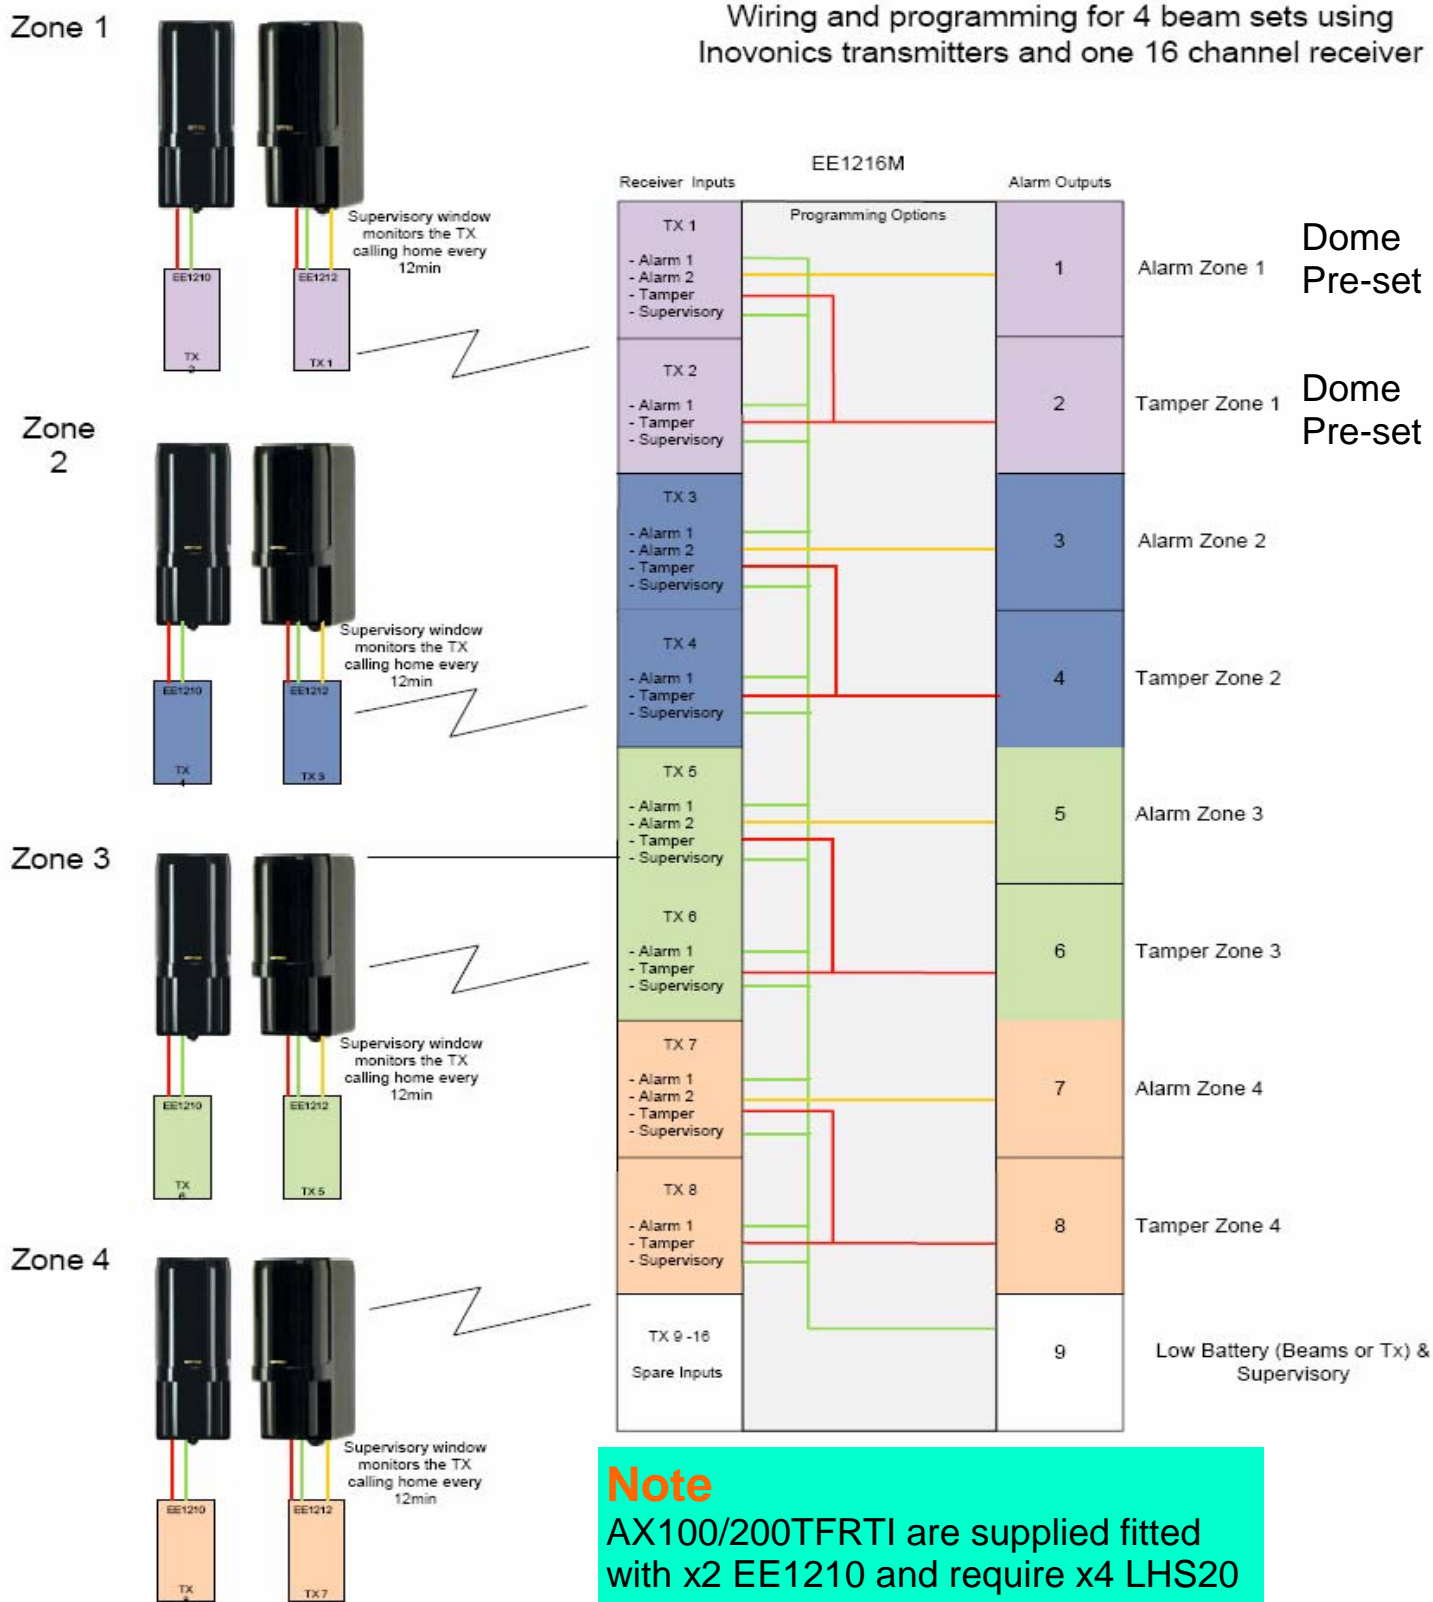 Wiring and programming for 4 beam sets using
Inovonics transmitters and one 16 channel receiver
Zone 1
Supervisory window
monitors the TX
calling home every
12min
EE1210
TX
EE1212
TX 1
Zone
2
Supervisory window
monitors the TX
calling home every
12min
EE1210
TX
EE1212
TX 3
Zone 3
Supervisory window
monitors the TX
calling home every
12min
EE1210
TX
EE1212
TX 5
Zone 4
Supervisory window
monitors the TX
calling home every
12min
EE1210
TX
EE1212
TX 7
EE1216M
Receiver Inputs
Programming Options
Alarm Outputs
TX 1
- Alarm 1
- Alarm 2
- Tamper
- Supervisory
TX 2
- Alarm 1
- Tamper
- Supervisory
TX 3
- Alarm 1
- Alarm 2
- Tamper
- Supervisory
TX 4
- Alarm 1
- Tamper
- Supervisory
TX 5
- Alarm 1
- Alarm 2
- Tamper
- Supervisory
TX 6
- Alarm 1
- Tamper
- Supervisory
TX 7
- Alarm 1
- Alarm 2
- Tamper
- Supervisory
TX 8
- Alarm 1
- Tamper
- Supervisory
TX 9 -16
Spare Inputs
1 Alarm Zone 1
Dome
Pre-set
2 Tamper Zone 1
Dome
Pre-set
3 Alarm Zone 2
4 Tamper Zone 2
5 Alarm Zone 3
6 Tamper Zone 3
7 Alarm Zone 4
8 Tamper Zone 4
9 Low Battery (Beams or Tx) &
Supervisory
Note
AX100/200TFRTI are supplied fitted
with x2 EE1210 and require x4 LHS20